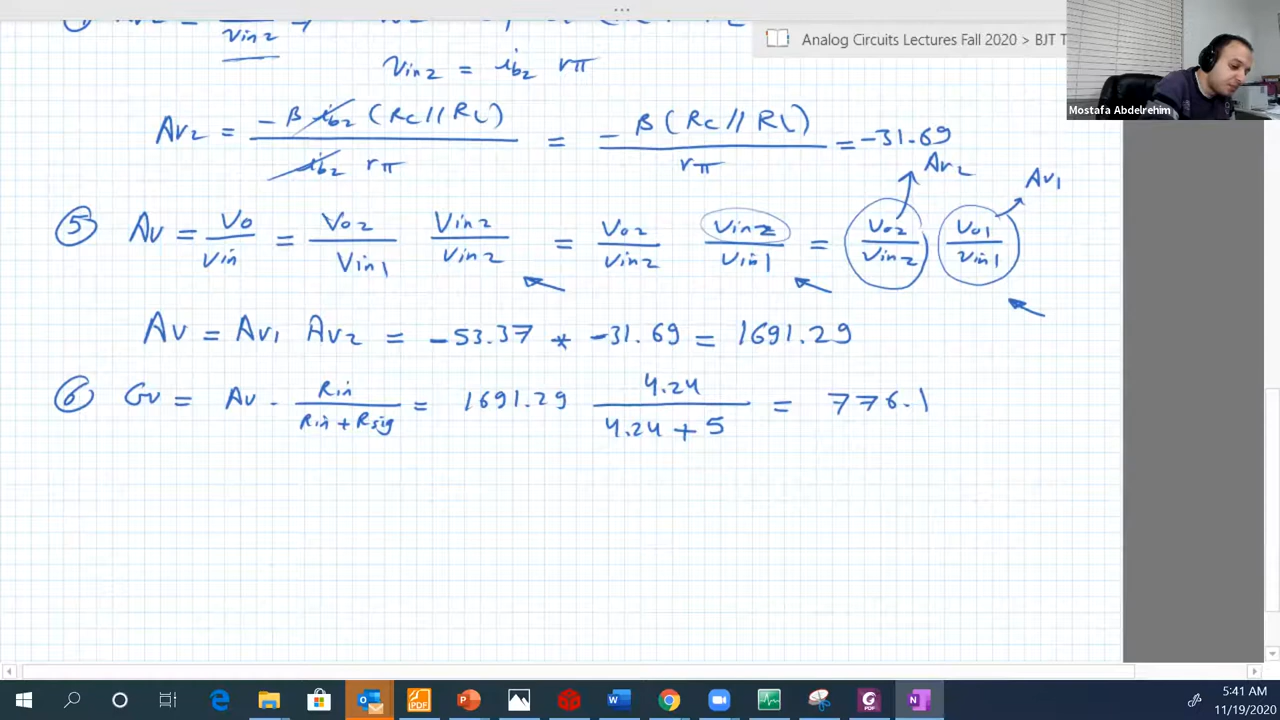 Vin2
Analog Circuits Lectures Fall 2020 > BJT T
Vin2 = ib2 rπ
Mostafa Abdelrehim
Av2 = -β ib2 (Rc // RL) / ib2 rπ = -β (Rc // RL) / rπ = -31.69
Av2
Av1
⑤ Av = Vo / Vin = Vo2 / Vin1 Vin2 / Vin2 = Vo2 / Vin2 Vin2 / Vin1 = Vo2 / Vin2 Vo1 / Vin1
Av = Av1 Av2 = -53.37 * -31.69 = 1691.29
⑥ Gv = Av . Rin / Rin + Rsig = 1691.29 4.24 / 4.24 + 5 = 776.1
5:41 AM
11/19/2020